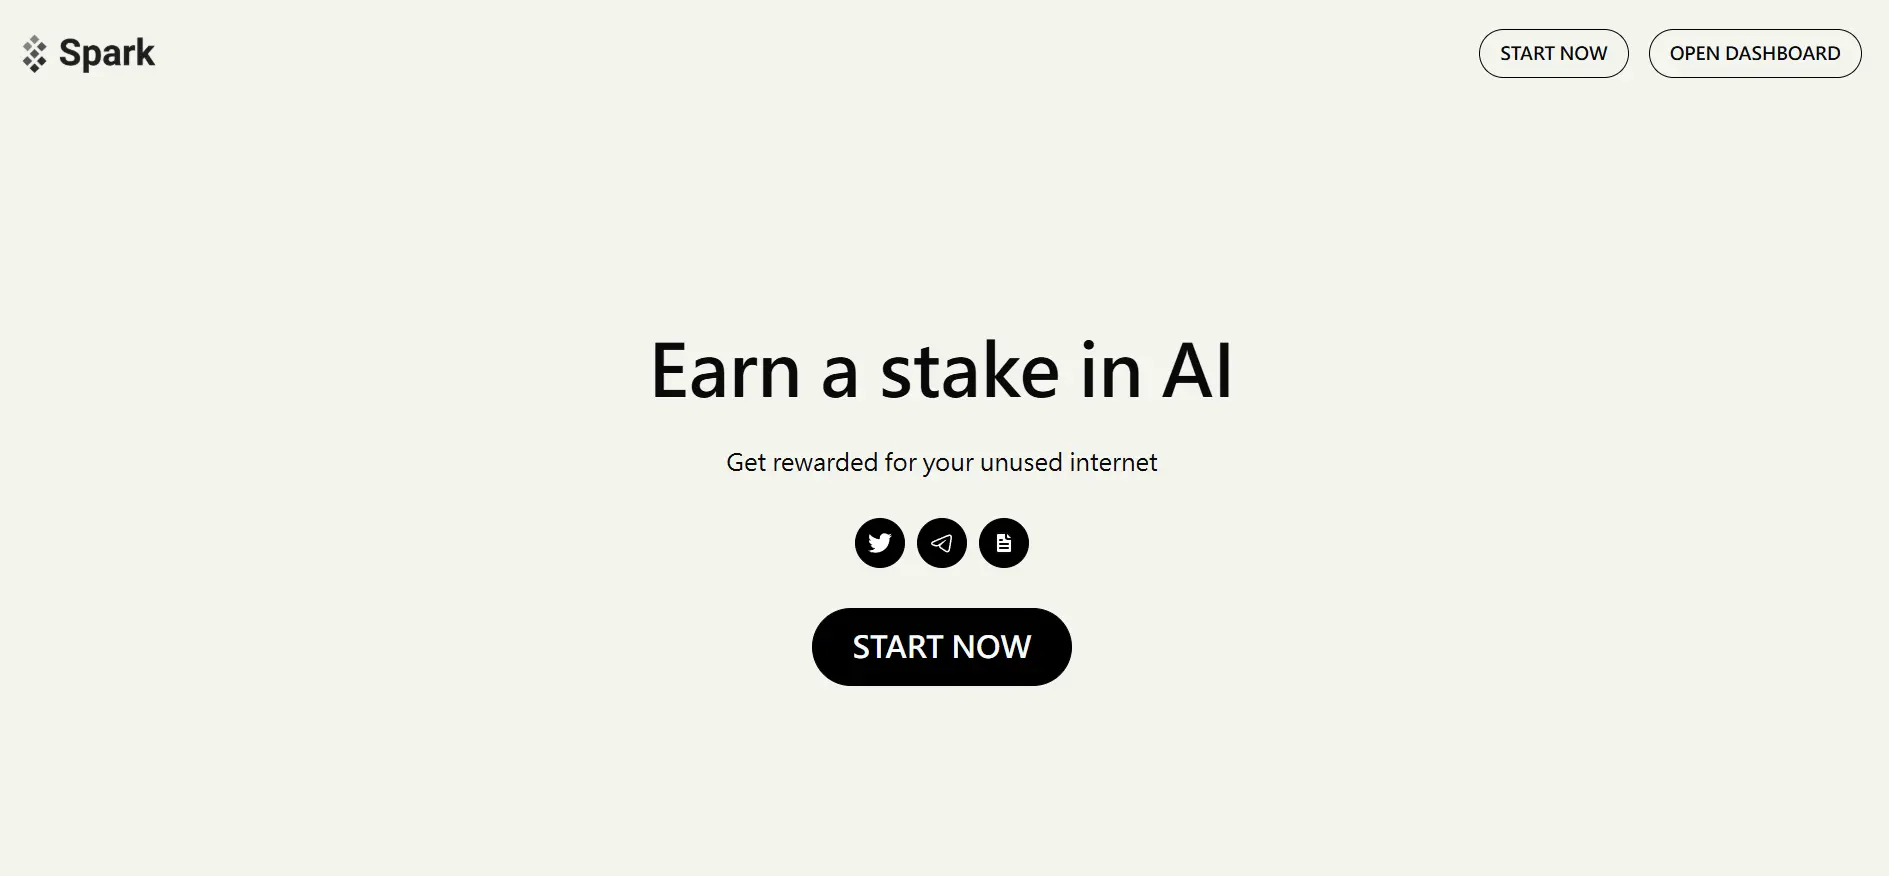 Spark
START NOW
OPEN DASHBOARD
Earn a stake in AI
Get rewarded for your unused internet
START NOW